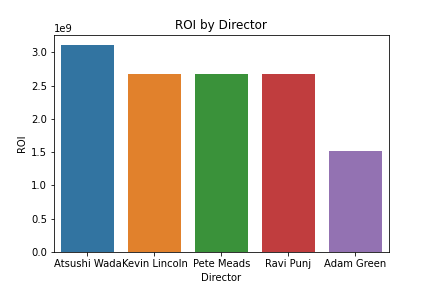 ROI by Director
1e9
3.0
2.5
2.0
1.5
1.0
0.5
0.0
ROI
Atsushi Wada Kevin Lincoln Pete Meads Ravi Punj Adam Green
Director